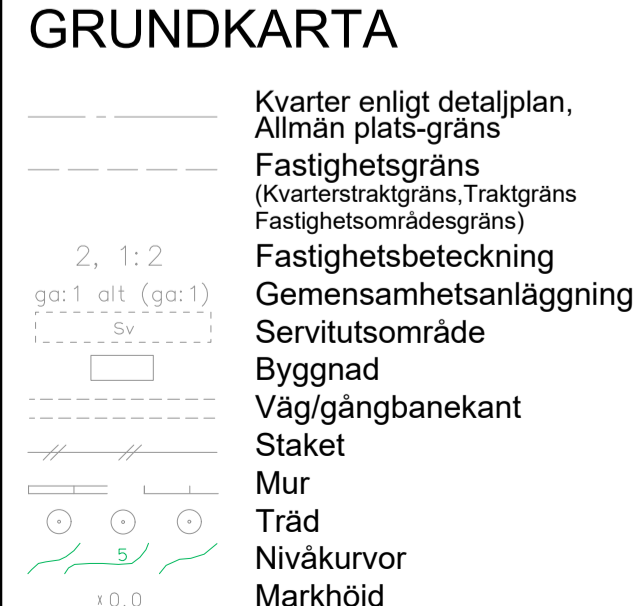 GRUNDKARTA
Kvarter enligt detaljplan,
Allmän plats-gräns
Fastighetsgräns
(Kvarterstraktgräns,Traktgräns
Fastighetsområdesgräns)
2, 1:2 Fastighetsbeteckning
ga:1 alt (ga:1) Gemensamhetsanläggning
Sv Servitutsområde
Byggnad
Väg/gångbanekant
Staket
Mur
Träd
5 Nivåkurvor
x 0.0 Markhöjd